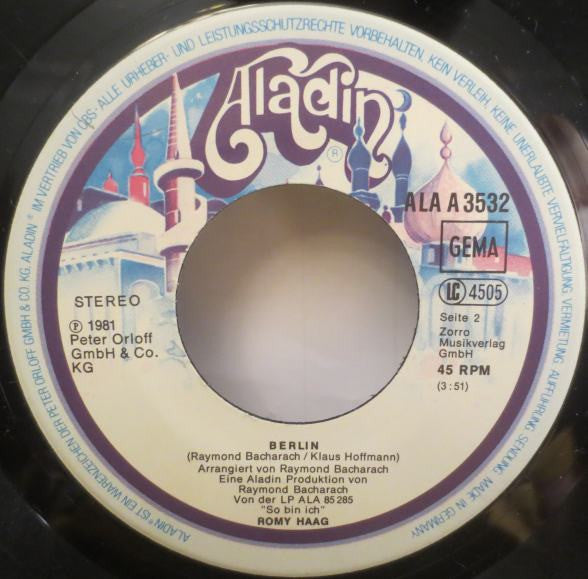 ALADIN® IST EIN WARENZEICHEN DER PETER ORLOFF GMBH & CO. KG. ALADIN® IM VERTRIEB VON CBS · ALLE URHEBER- UND LEISTUNGSSCHUTZRECHTE VORBEHALTEN. KEIN VERLEIH, KEINE UNERLAUBTE VERVIELFÄLTIGUNG, VERMIETUNG, AUFFÜHRUNG, SENDUNG. MADE IN GERMANY
Aladin
®
ALA A 3532
GEMA
LC 4505
STEREO
℗ 1981
Peter Orloff
GmbH & Co.
KG
Seite 2
Zorro
Musikverlag
GmbH
45 RPM
(3:51)
BERLIN
(Raymond Bacharach / Klaus Hoffmann)
Arrangiert von Raymond Bacharach
Eine Aladin Produktion von
Raymond Bacharach
Von der LP ALA 85 285
"So bin ich"
ROMY HAAG